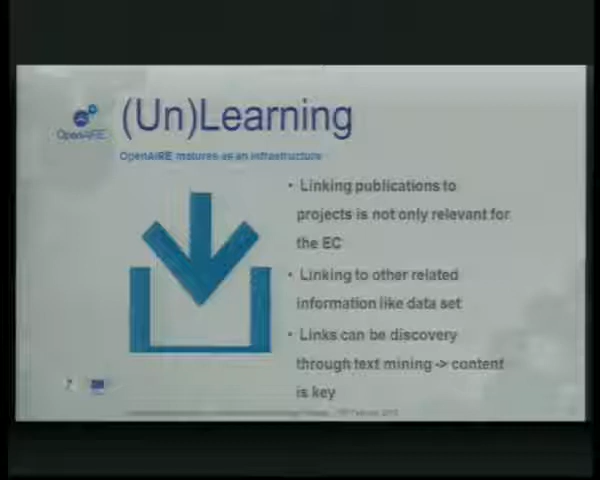 (Un)Learning
OpenAIRE
OpenAIRE matures as an infrastructure
• Linking publications to
projects is not only relevant for
the EC
• Linking to other related
information like data set
• Links can be discovery
through text mining -> content
is key